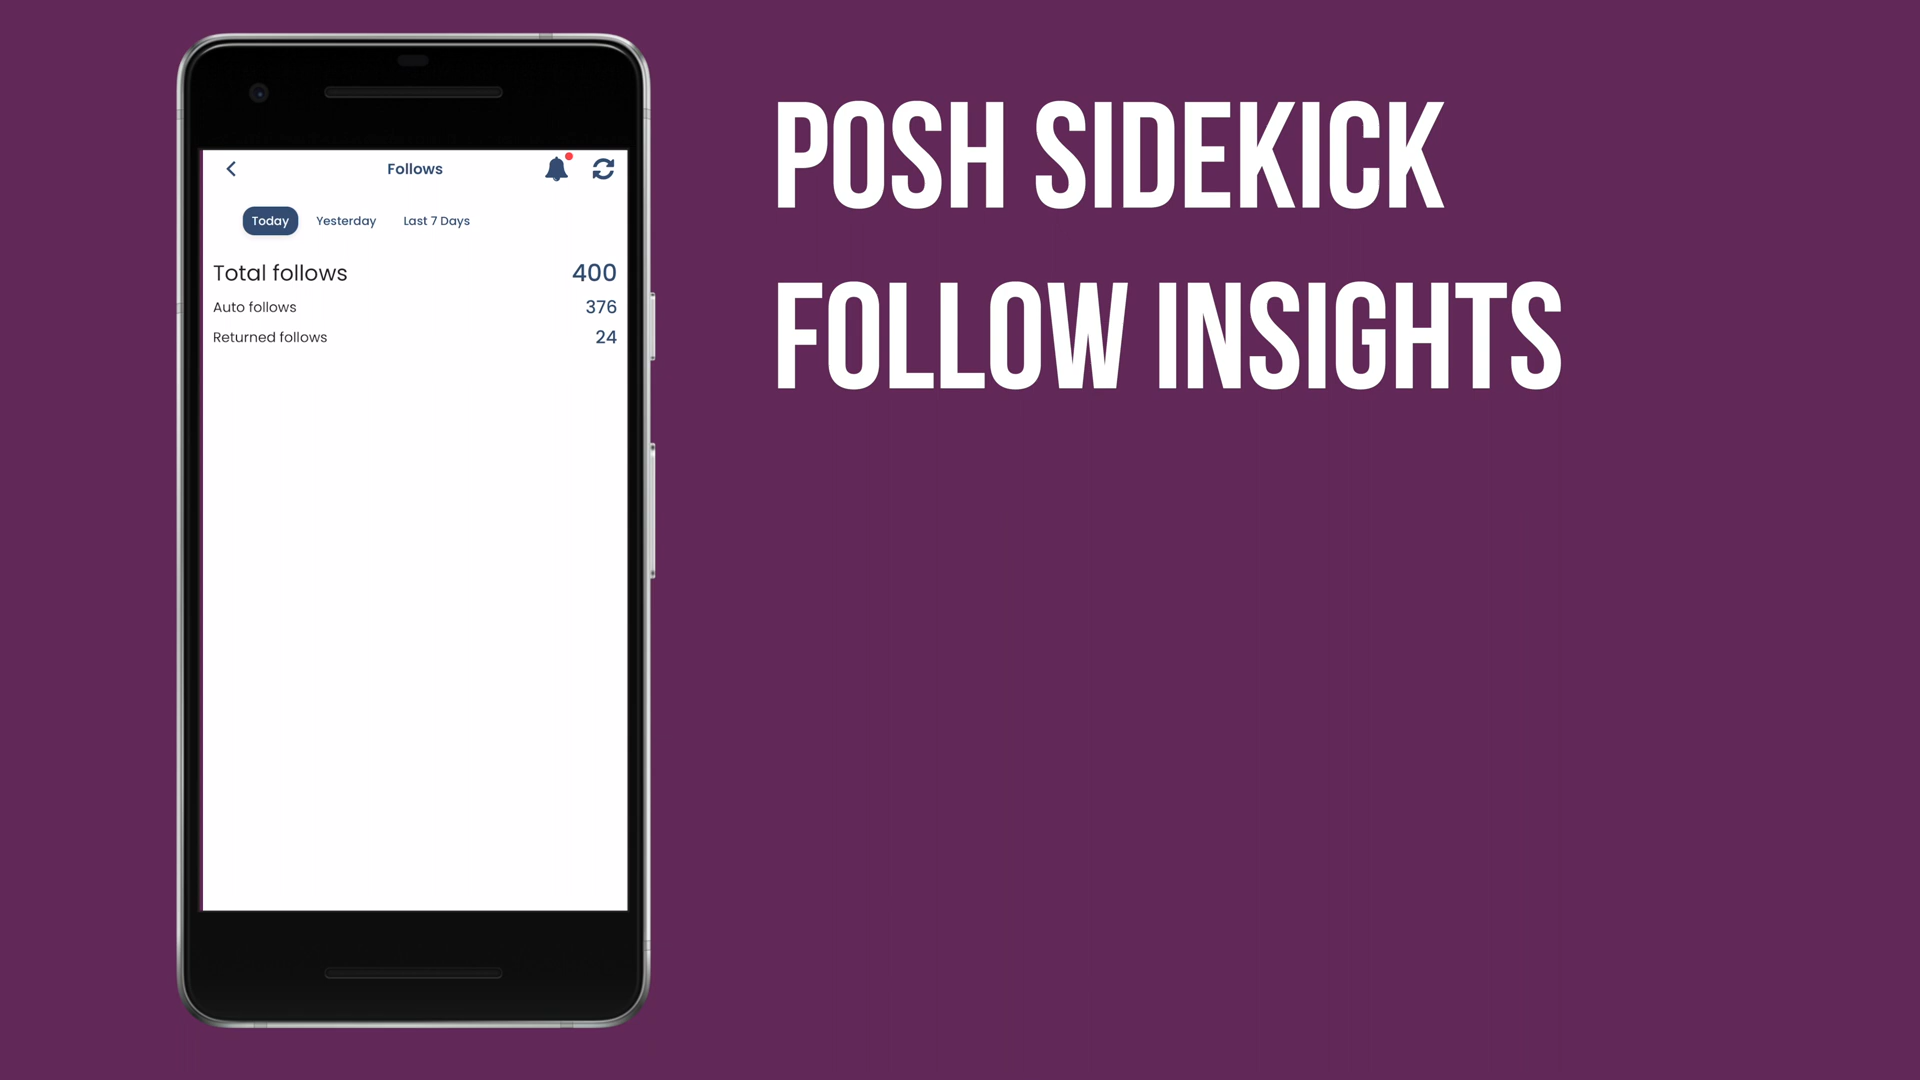 Follows
Today Yesterday Last 7 Days
Total follows 400
Auto follows 376
Returned follows 24
POSH SIDEKICK
FOLLOW INSIGHTS